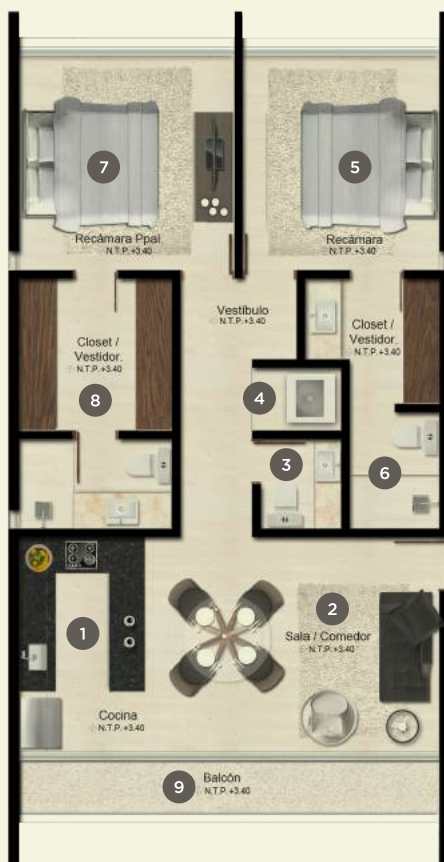 7
5
Recámara Ppal.
N.T.P.+3.40
Recámara
N.T.P.+3.40
Vestíbulo
N.T.P.+3.40
Closet /
Vestidor.
N.T.P.+3.40
Closet /
Vestidor.
N.T.P.+3.40
8
4
3
6
1
2
Sala / Comedor
N.T.P.+3.40
Cocina
N.T.P.+3.40
9
Balcón
N.T.P.+3.40